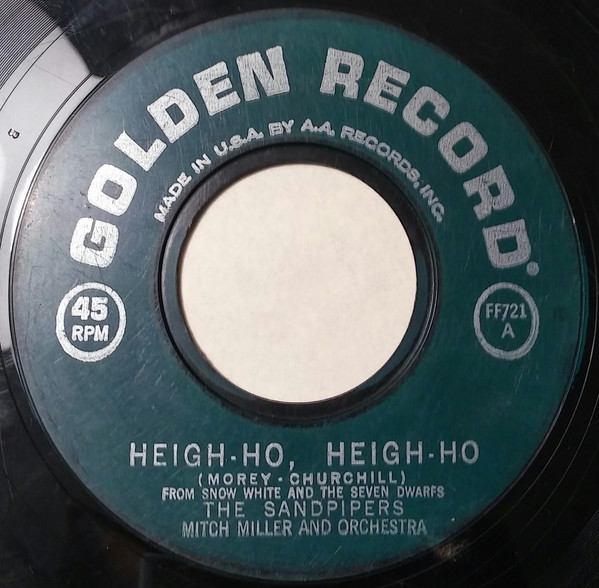 GOLDEN RECORD®
MADE IN U.S.A. BY A.A. RECORDS, INC.
45
RPM
FF721
A
HEIGH-HO, HEIGH-HO
(MOREY-CHURCHILL)
FROM SNOW WHITE AND THE SEVEN DWARFS
THE SANDPIPERS
MITCH MILLER AND ORCHESTRA